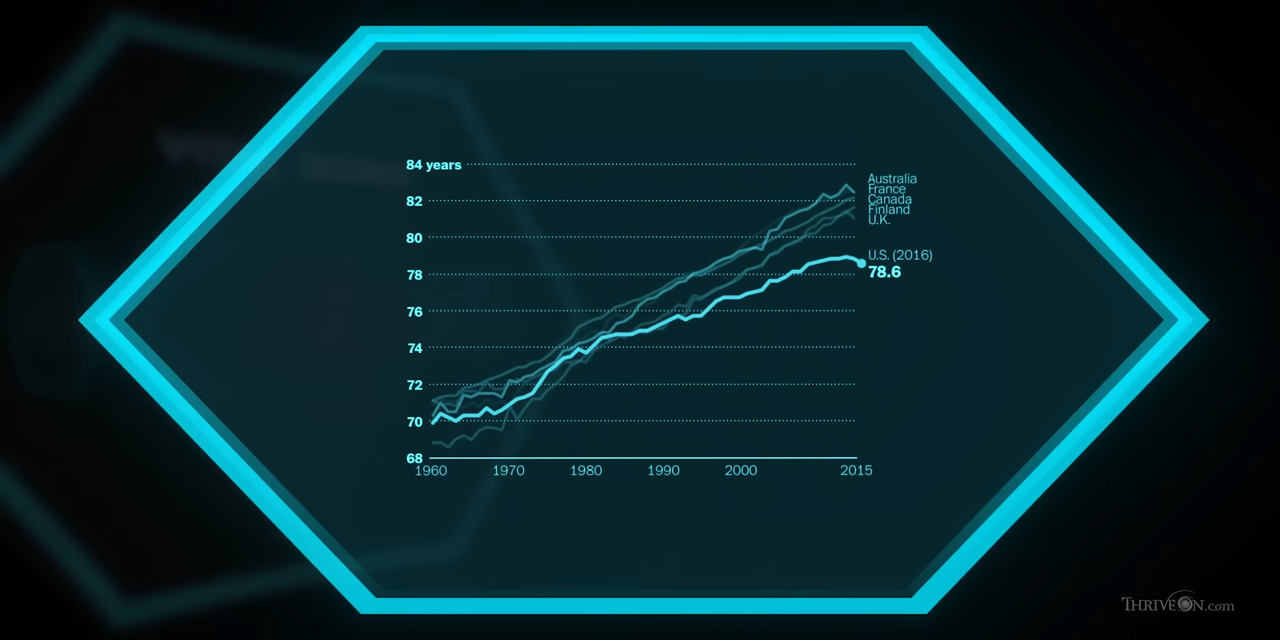 84 years
82
80
78
76
74
72
70
68
1960 1970 1980 1990 2000 2015
Australia
France
Canada
Finland
U.K.
U.S. (2016)
78.6
THRIVEON.com